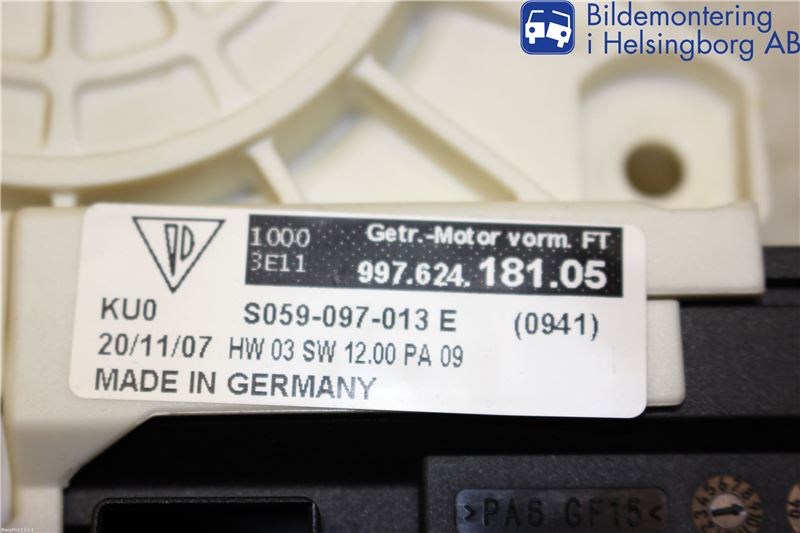 Bildemontering
i Helsingborg AB
1000
3E11
Getr.-Motor vorm. FT
997.624.181.05
KU0 S059-097-013 E (0941)
20/11/07 HW 03 SW 12.00 PA 09
MADE IN GERMANY
>PA6 GF15<